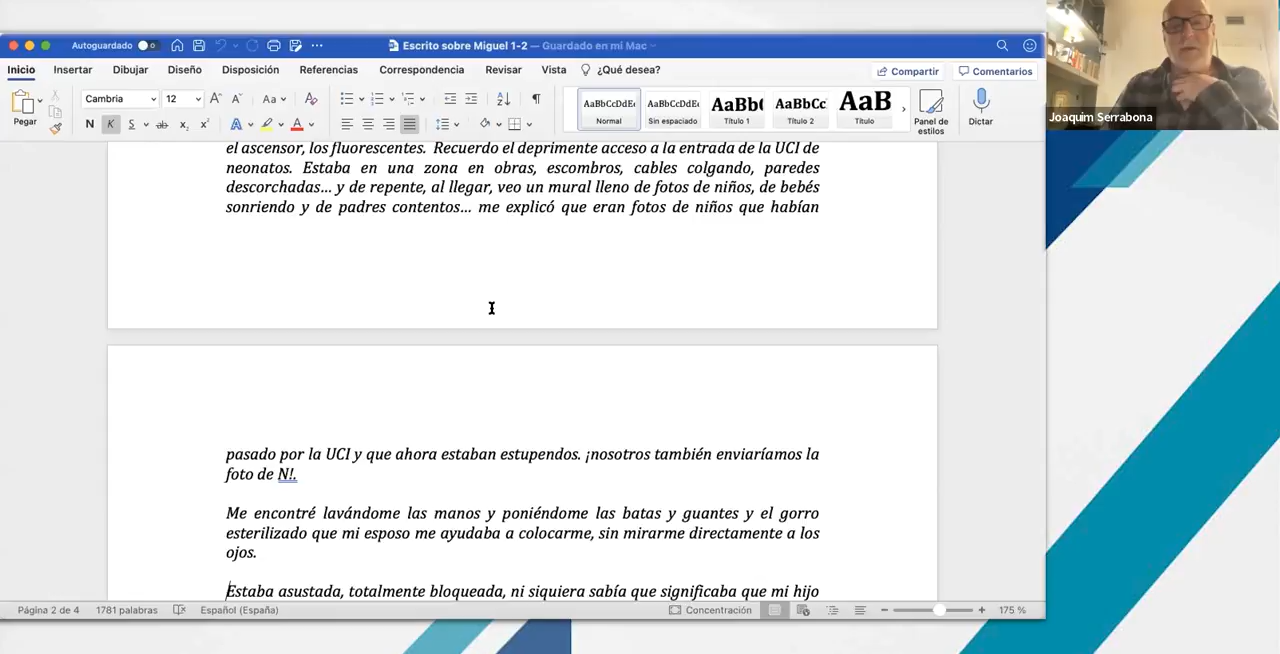 Autoguardado
Escrito sobre Miguel 1-2 — Guardado en mi Mac
Inicio Insertar Dibujar Diseño Disposición Referencias Correspondencia Revisar Vista ¿Qué desea?
Compartir Comentarios
Pegar
Cambria 12
N K S ab x₂ x²
AaBbCcDdEe
Normal
AaBbCcDdEe
Sin espaciado
AaBb(
Título 1
AaBbCc
Título 2
AaB
Título
Panel de estilos
Dictar
Joaquim Serrabona
el ascensor, los fluorescentes. Recuerdo el deprimente acceso a la entrada de la UCI de
neonatos. Estaba en una zona en obras, escombros, cables colgando, paredes
descorchadas... y de repente, al llegar, veo un mural lleno de fotos de niños, de bebés
sonriendo y de padres contentos... me explicó que eran fotos de niños que habían
pasado por la UCI y que ahora estaban estupendos. ¡nosotros también enviaríamos la
foto de N!.
Me encontré lavándome las manos y poniéndome las batas y guantes y el gorro
esterilizado que mi esposo me ayudaba a colocarme, sin mirarme directamente a los
ojos.
Estaba asustada, totalmente bloqueada, ni siquiera sabía que significaba que mi hijo
Página 2 de 4 1781 palabras Español (España) Concentración 175 %